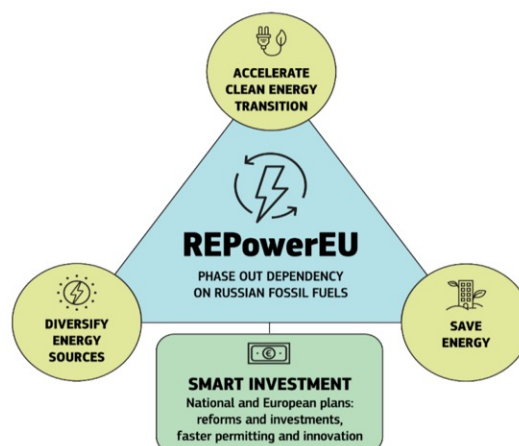 ACCELERATE
CLEAN ENERGY
TRANSITION
REPowerEU
PHASE OUT DEPENDENCY
ON RUSSIAN FOSSIL FUELS
DIVERSIFY
ENERGY
SOURCES
SAVE
ENERGY
€
SMART INVESTMENT
National and European plans:
reforms and investments,
faster permitting and innovation